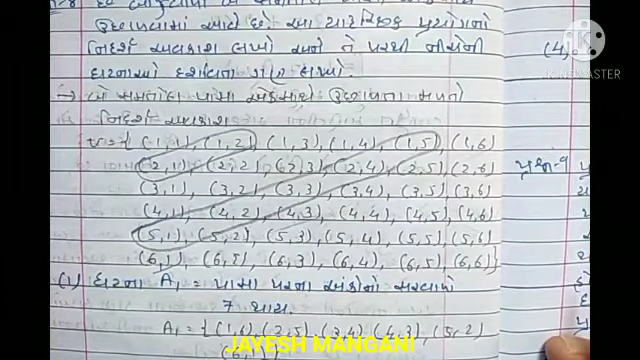 ઉછાળવામાં આવે છે. આ યાદૃચ્છિક પ્રયોગનો
નિદર્શ અવકાશ લખો અને તે પરથી નીચેની
ઘટનાઓ દર્શાવતા ગણ લખો.
→ બે સમતોલ પાસા એકસાથે ઉછાળતા મળતો
નિદર્શ અવકાશ
U = { (1,1), (1,2), (1,3), (1,4), (1,5), (1,6)
(2,1), (2,2), (2,3), (2,4), (2,5), (2,6)
(3,1), (3,2), (3,3), (3,4), (3,5), (3,6)
(4,1), (4,2), (4,3), (4,4), (4,5), (4,6)
(5,1), (5,2), (5,3), (5,4), (5,5), (5,6)
(6,1), (6,5), (6,3), (6,4), (6,5), (6,6) }
(1) ઘટના A₁ = પાસા પરના અંકોનો સરવાળો
7 થાય.
A₁ = { (1,6), (2,5), (3,4), (4,3), (5,2)
(6,1)
(4)
પ્રશ્ન-9
KINEMASTER
JAYESH MANGANI